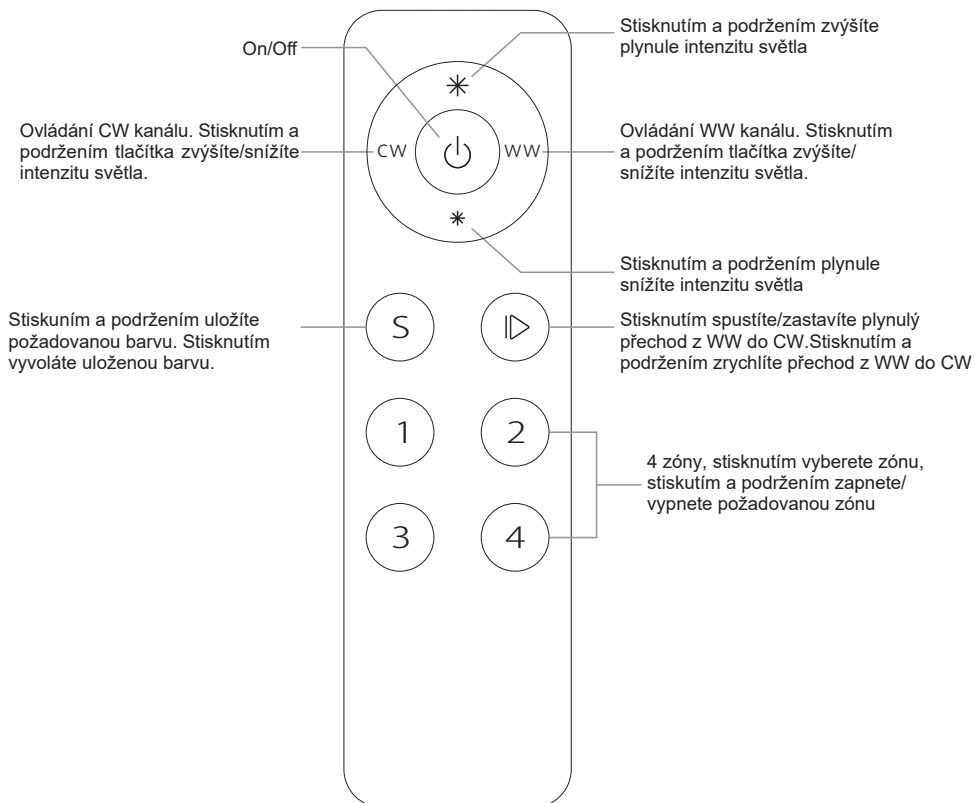 Stisknutím a podržením zvýšíte
plynule intenzitu světla
On/Off
Ovládání CW kanálu. Stisknutím a
podržením tlačítka zvýšíte/snížíte
intenzitu světla.
CW
WW
Ovládání WW kanálu. Stisknutím
a podržením tlačítka zvýšíte/
snížíte intenzitu světla.
Stisknutím a podržením plynule
snížíte intenzitu světla
Stiskuním a podržením uložíte
požadovanou barvu. Stisknutím
vyvoláte uloženou barvu.
S
Stisknutím spustíte/zastavíte plynulý
přechod z WW do CW.Stisknutím a
podržením zrychlíte přechod z WW do CW
1
2
4 zóny, stisknutím vyberete zónu,
stiskutím a podržením zapnete/
vypnete požadovanou zónu
3
4